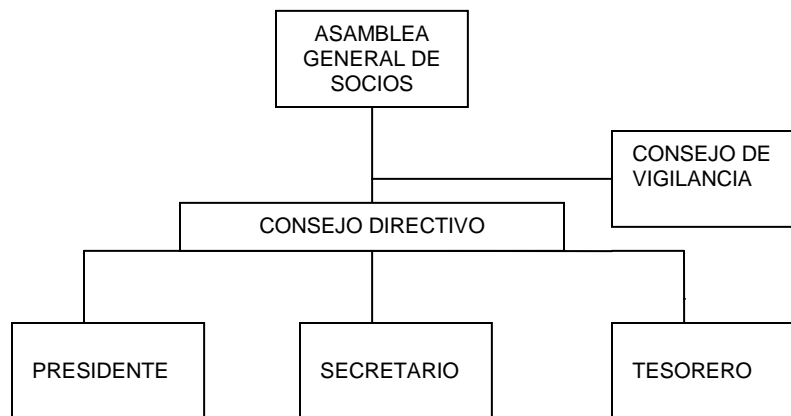 ASAMBLEA
GENERAL DE
SOCIOS
CONSEJO DE
VIGILANCIA
CONSEJO DIRECTIVO
PRESIDENTE
SECRETARIO
TESORERO